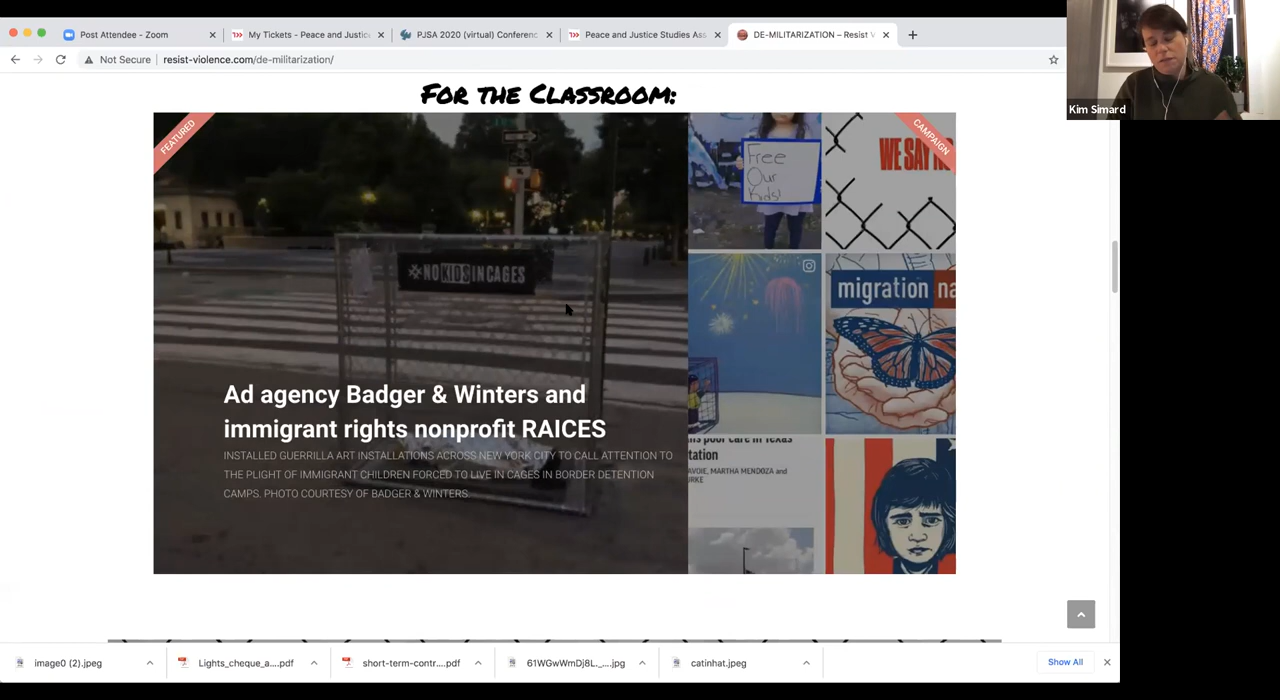 Post Attendee - Zoom
My Tickets - Peace and Justic
PJSA 2020 (virtual) Conferenc
Peace and Justice Studies Ass
DE-MILITARIZATION – Resist V
Not Secure
resist-violence.com/de-militarization/
Kim Simard
FOR THE CLASSROOM:
FEATURED
CAMPAIGN
Free
Our
Kids!
WE SAY
#NOKIDSINCAGES
migration na
Ad agency Badger & Winters and
immigrant rights nonprofit RAICES
INSTALLED GUERRILLA ART INSTALLATIONS ACROSS NEW YORK CITY TO CALL ATTENTION TO
THE PLIGHT OF IMMIGRANT CHILDREN FORCED TO LIVE IN CAGES IN BORDER DETENTION
CAMPS. PHOTO COURTESY OF BADGER & WINTERS.
poor care in Texas
tation
AVOIE, MARTHA MENDOZA and
RKE
image0 (2).jpeg
Lights_cheque_a....pdf
short-term-contr....pdf
61WGwWmDj8L._....jpg
catinhat.jpeg
Show All